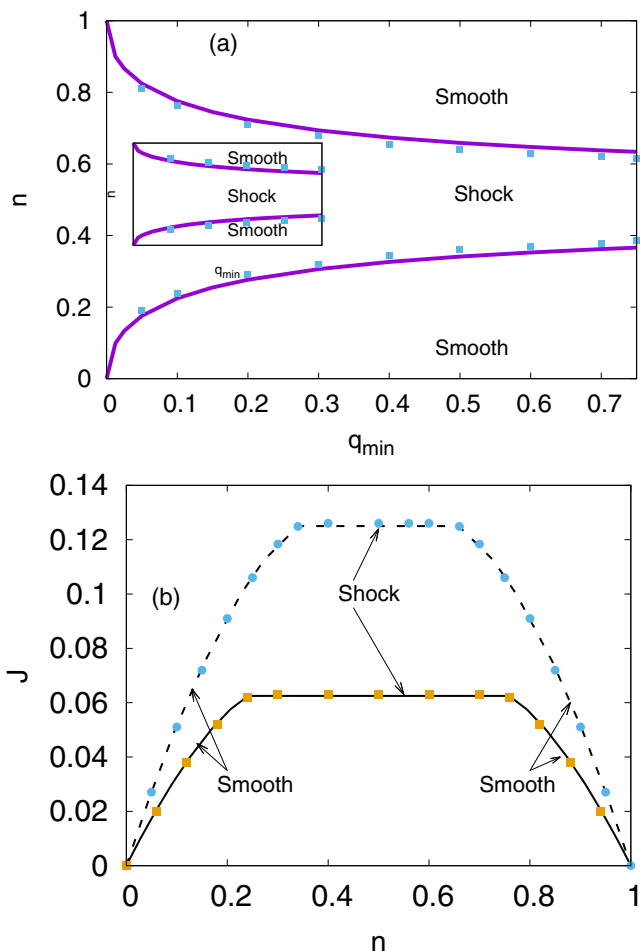 (a)
1
0.8
0.6
0.4
0.2
0
n
Smooth
Shock
Smooth
n
Smooth
Shock
Smooth
q_min
0 0.1 0.2 0.3 0.4 0.5 0.6 0.7
q_min
0.14
0.12
0.1
0.08
0.06
0.04
0.02
0
J
(b)
Shock
Smooth
Smooth
0 0.2 0.4 0.6 0.8 1
n